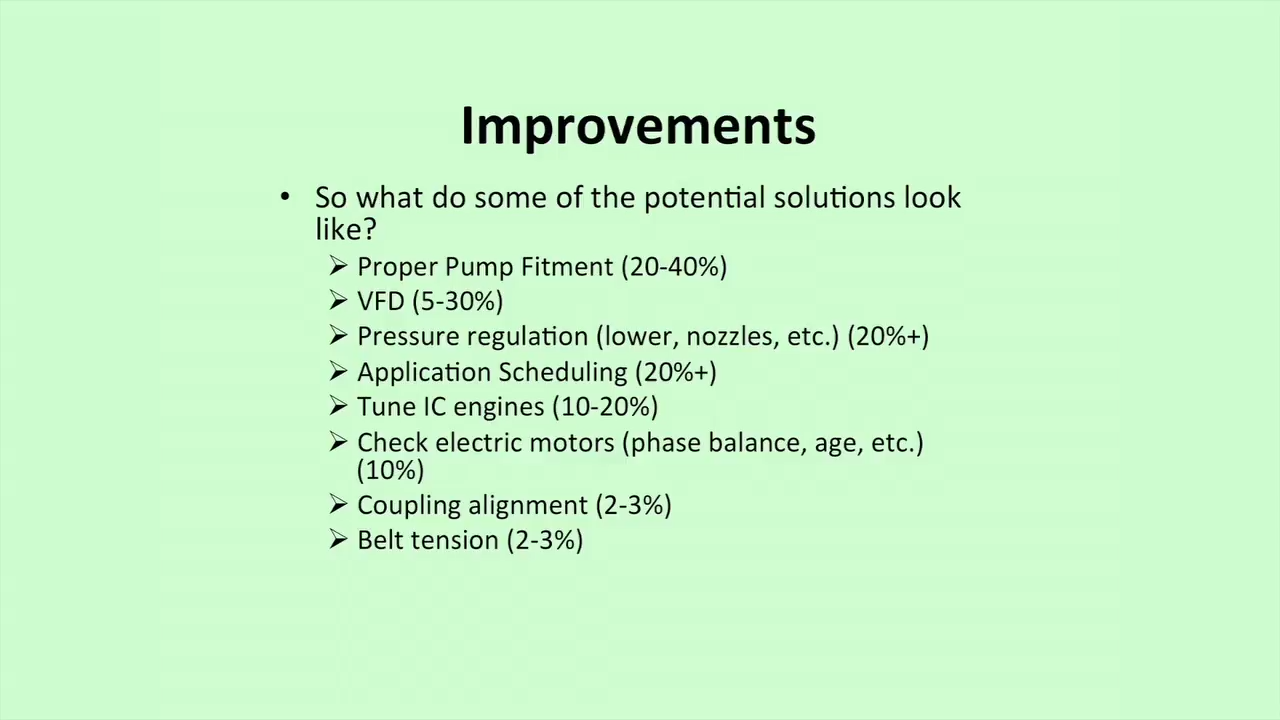 Improvements
• So what do some of the potential solutions look
like?
➢ Proper Pump Fitment (20-40%)
➢ VFD (5-30%)
➢ Pressure regulation (lower, nozzles, etc.) (20%+)
➢ Application Scheduling (20%+)
➢ Tune IC engines (10-20%)
➢ Check electric motors (phase balance, age, etc.)
(10%)
➢ Coupling alignment (2-3%)
➢ Belt tension (2-3%)